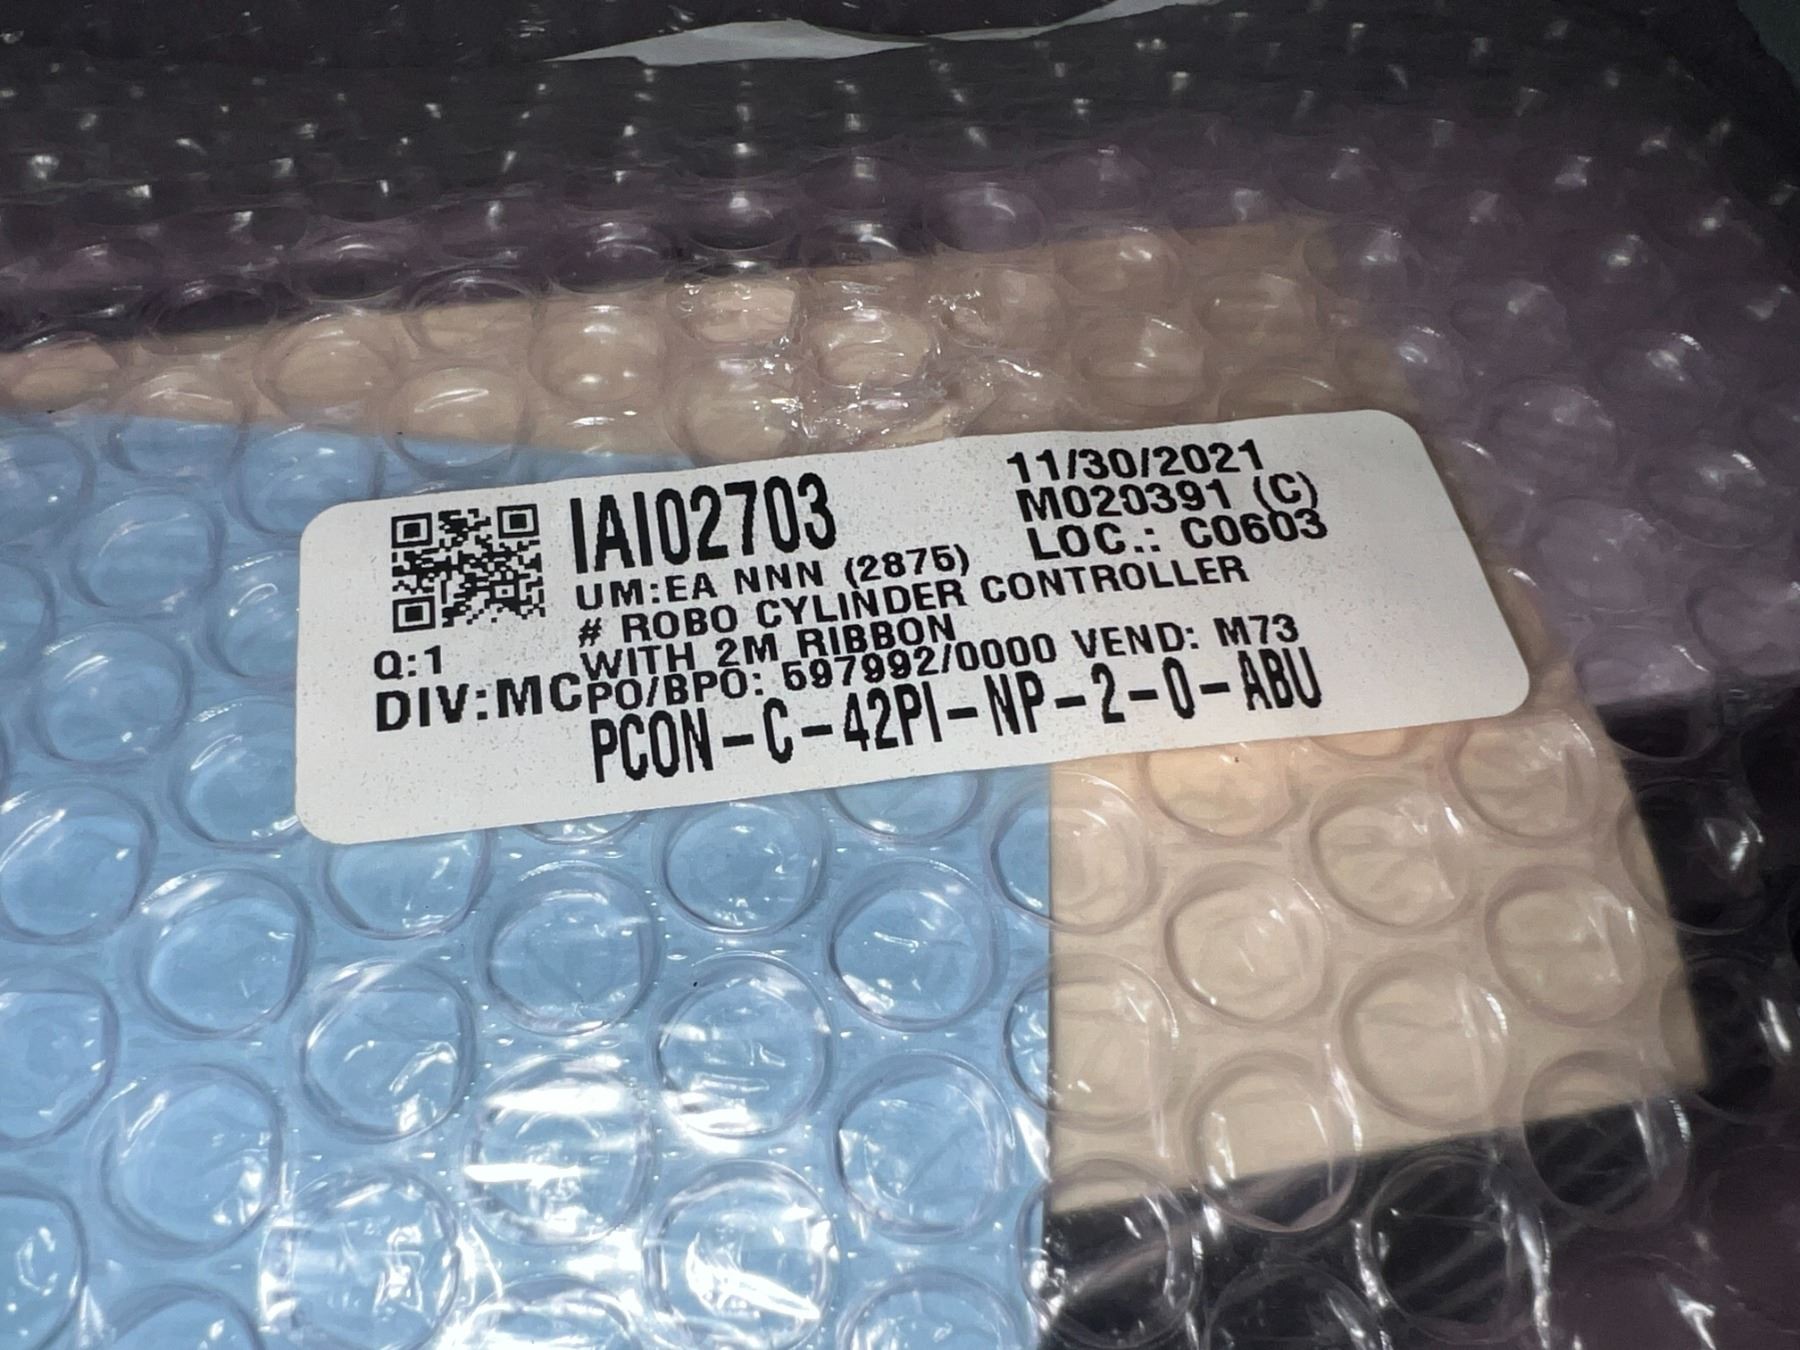 IAI02703
11/30/2021
M020391 (C)
LOC.: C0603
UM:EA NNN (2875)
# ROBO CYLINDER CONTROLLER
WITH 2M RIBBON
Q:1
PO/BPO: 597992/0000 VEND: M73
DIV:MC
PCON-C-42PI-NP-2-0-ABU